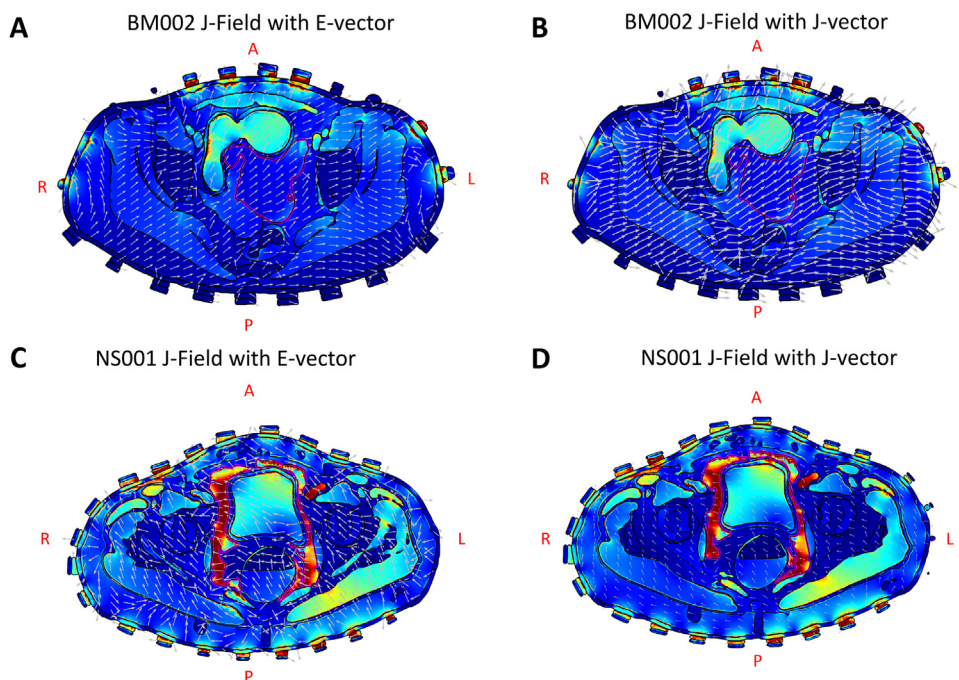 A
BM002 J-Field with E-vector
A
R
L
P
B
BM002 J-Field with J-vector
A
R
L
P
C
NS001 J-Field with E-vector
A
R
L
P
D
NS001 J-Field with J-vector
A
R
L
P